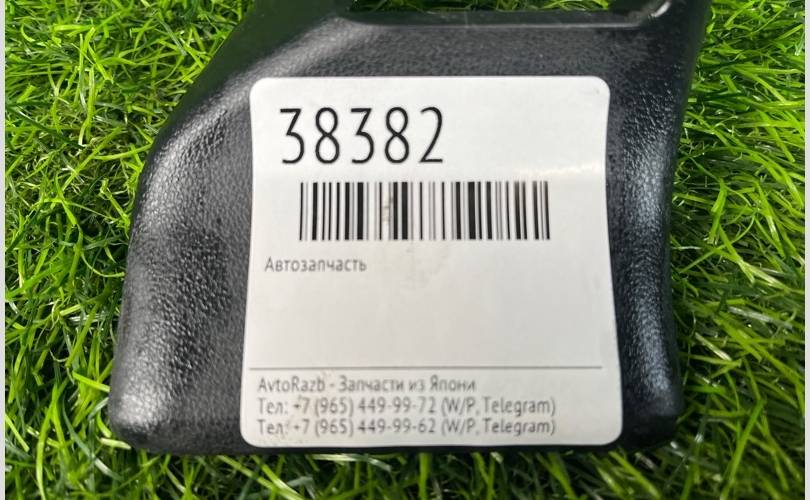 38382
Автозапчасть
AvtoRazb - Запчасти из Япони
Тел: +7 (965) 449-99-72 (W/P, Telegram)
Тел: +7 (965) 449-99-62 (W/P, Telegram)